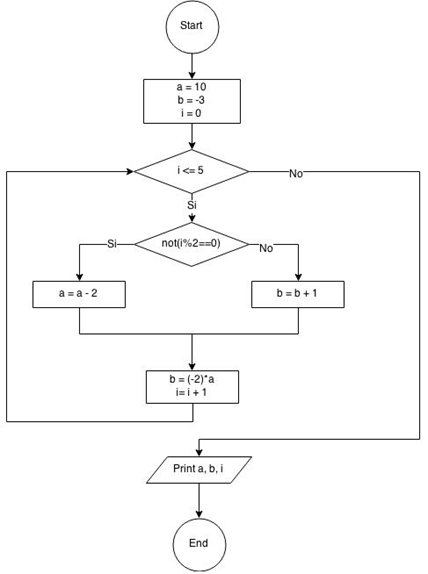 Start
a = 10
b = -3
i = 0
i <= 5
No
Si
Si
not(i%2==0)
No
a = a - 2
b = b + 1
b = (-2)*a
i= i + 1
Print a, b, i
End